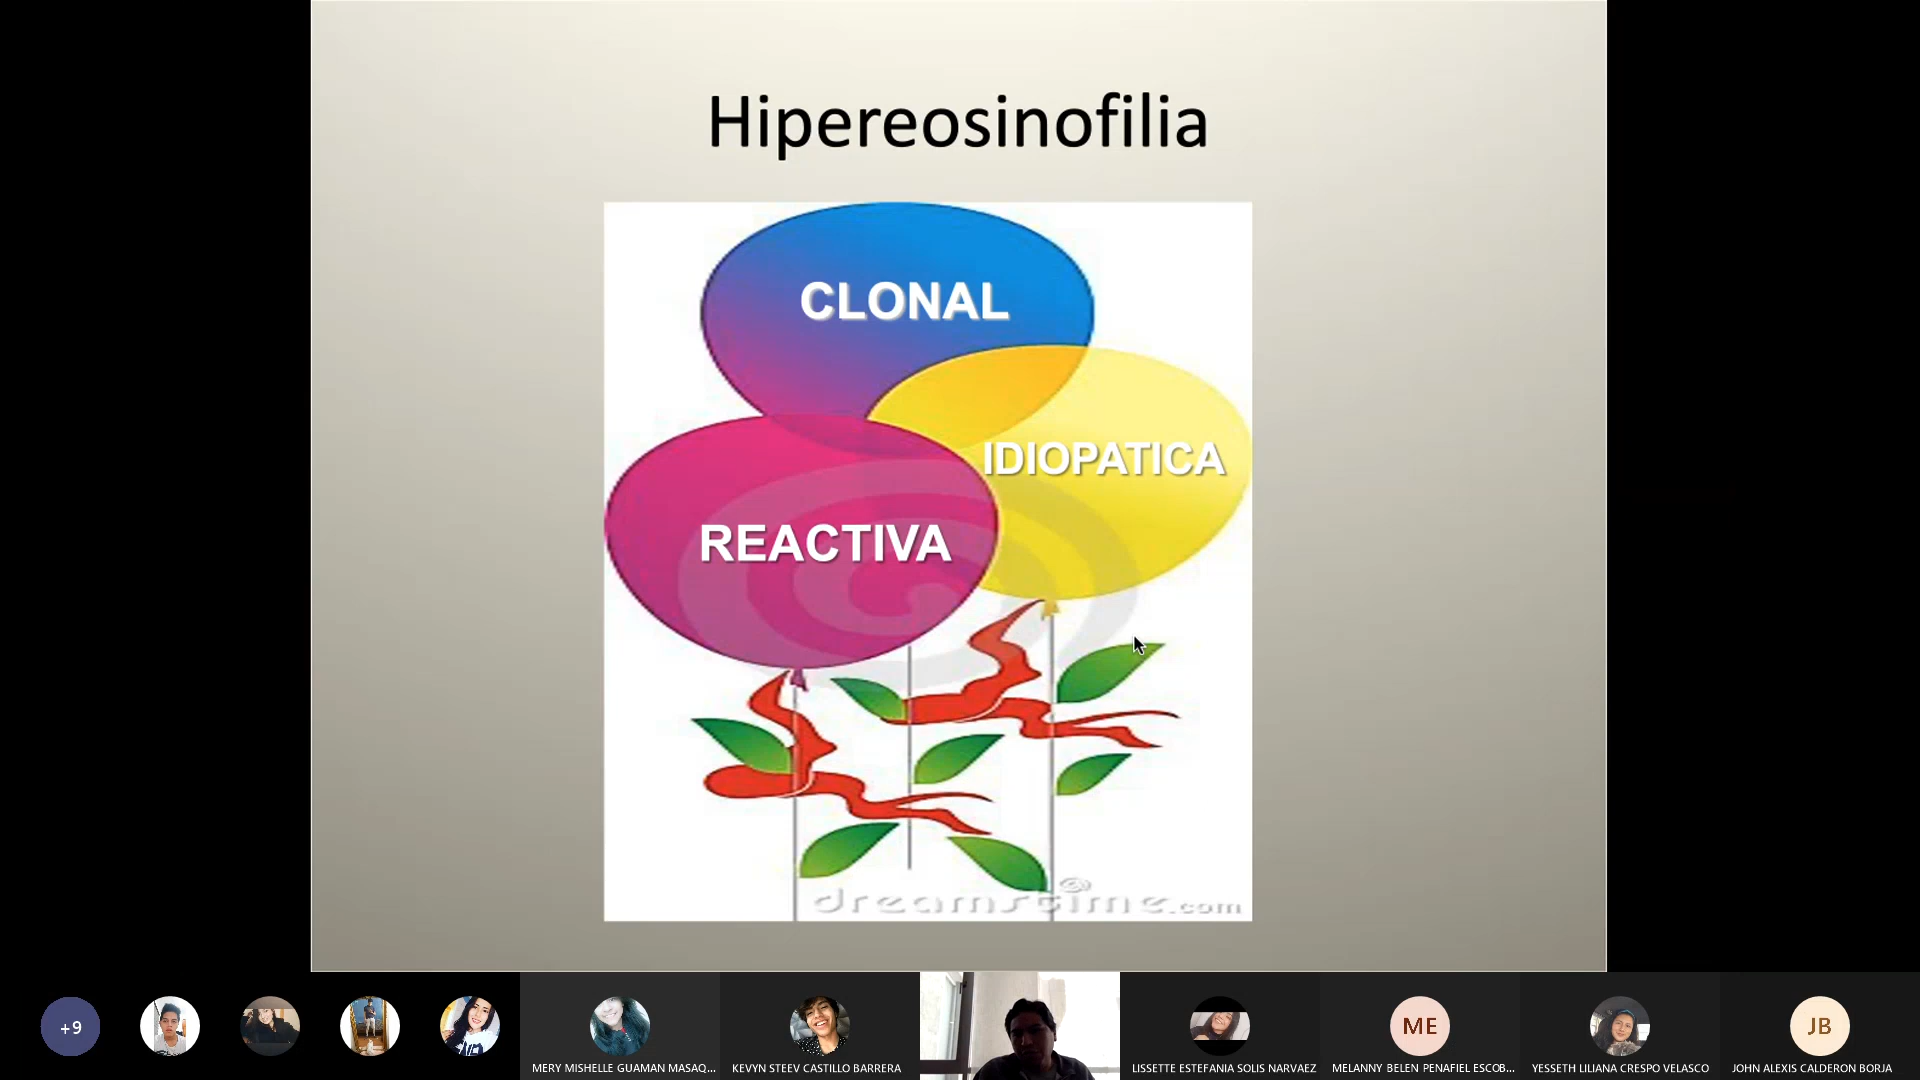 Hipereosinofilia
CLONAL
IDIOPATICA
REACTIVA
dreamstime.com
+9
MERY MISHELLE GUAMAN MASAQ...
KEVYN STEEV CASTILLO BARRERA
LISSETTE ESTEFANIA SOLIS NARVAEZ
ME
MELANNY BELEN PENAFIEL ESCOB...
YESSETH LILIANA CRESPO VELASCO
JB
JOHN ALEXIS CALDERON BORJA